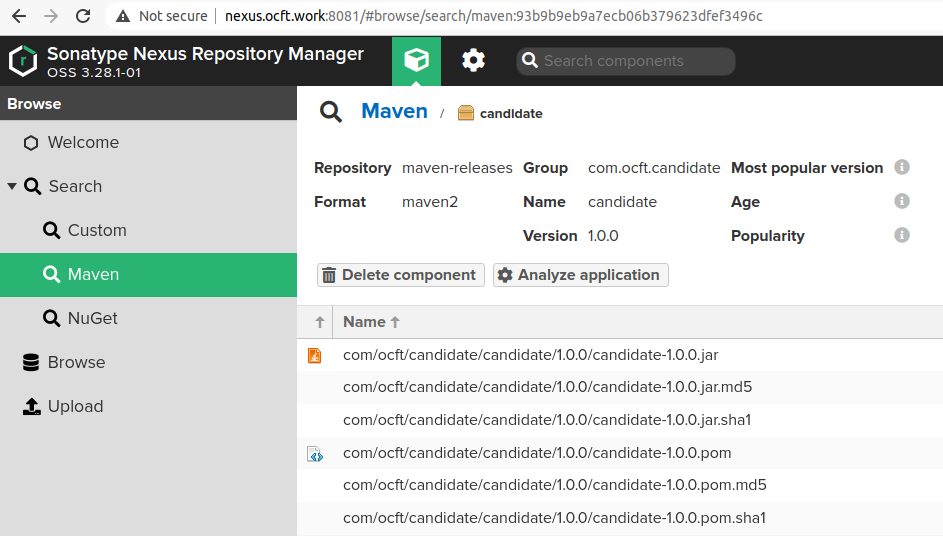 Not secure | nexus.ocft.work:8081/#browse/search/maven:93b9b9eb9a7ecb06b379623dfef3496c
Sonatype Nexus Repository Manager
OSS 3.28.1-01
Search components
Browse
Welcome
Search
Custom
Maven
NuGet
Browse
Upload
Maven / candidate
Repository maven-releases Group com.ocft.candidate Most popular version
Format maven2 Name candidate Age
Version 1.0.0 Popularity
Delete component Analyze application
Name
com/ocft/candidate/candidate/1.0.0/candidate-1.0.0.jar
com/ocft/candidate/candidate/1.0.0/candidate-1.0.0.jar.md5
com/ocft/candidate/candidate/1.0.0/candidate-1.0.0.jar.sha1
com/ocft/candidate/candidate/1.0.0/candidate-1.0.0.pom
com/ocft/candidate/candidate/1.0.0/candidate-1.0.0.pom.md5
com/ocft/candidate/candidate/1.0.0/candidate-1.0.0.pom.sha1